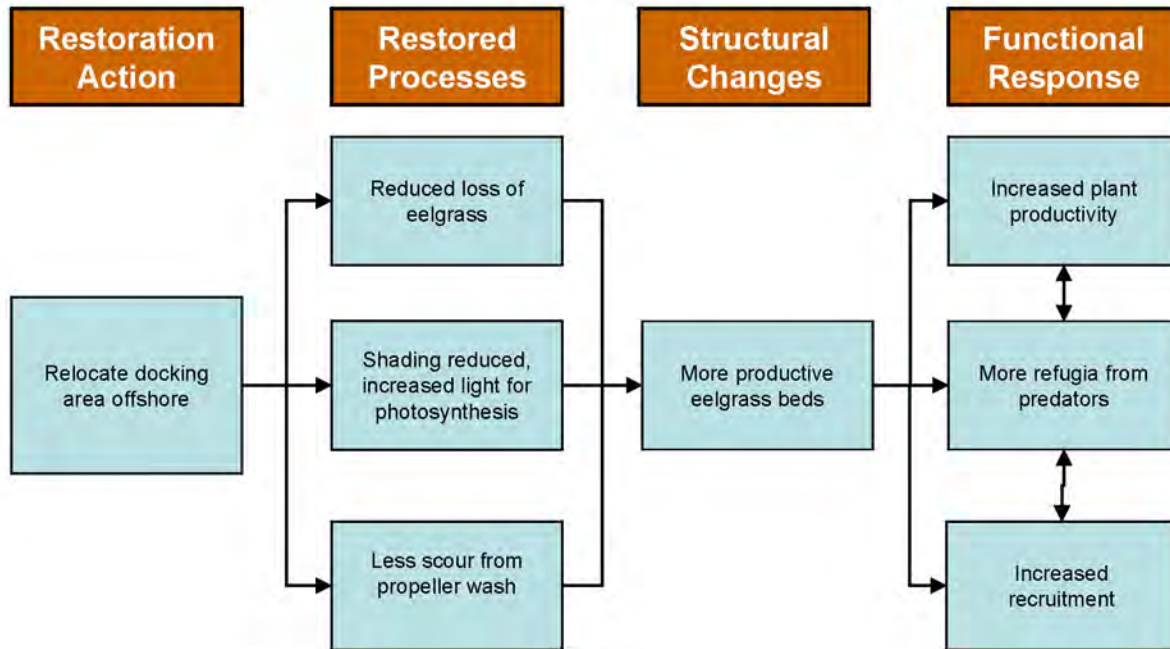 Restoration
Action
Restored
Processes
Structural
Changes
Functional
Response
Relocate docking
area offshore
Reduced loss of
eelgrass
Shading reduced,
increased light for
photosynthesis
Less scour from
propeller wash
More productive
eelgrass beds
Increased plant
productivity
More refugia from
predators
Increased
recruitment